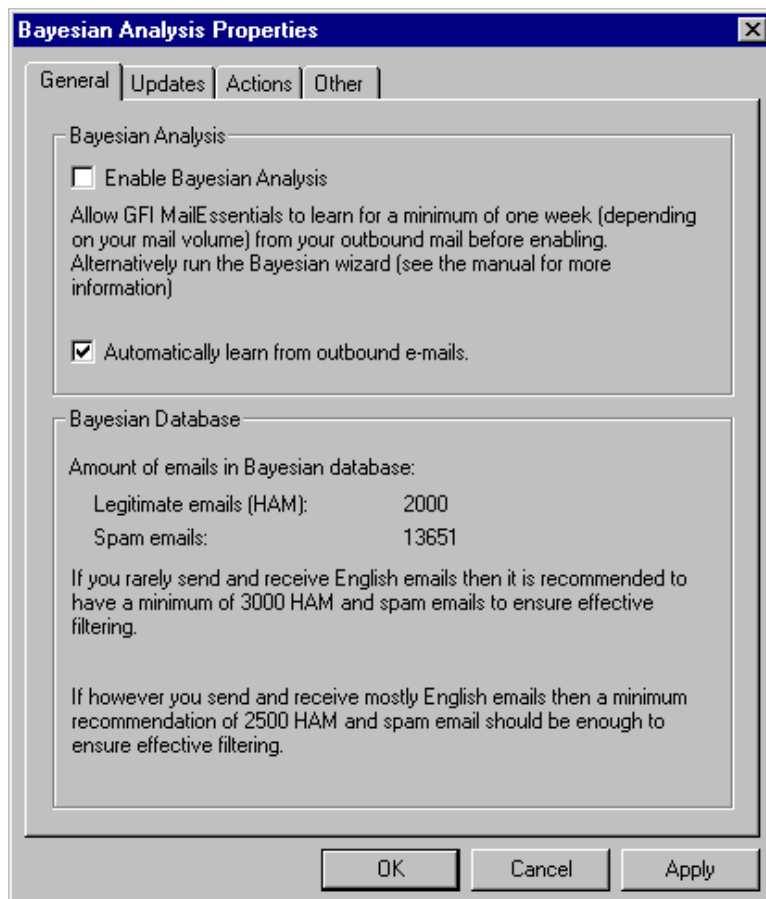 Bayesian Analysis Properties
General Updates Actions Other
Bayesian Analysis
Enable Bayesian Analysis
Allow GFI MailEssentials to learn for a minimum of one week (depending
on your mail volume) from your outbound mail before enabling.
Alternatively run the Bayesian wizard (see the manual for more
information)
Automatically learn from outbound e-mails.
Bayesian Database
Amount of emails in Bayesian database:
Legitimate emails (HAM): 2000
Spam emails: 13651
If you rarely send and receive English emails then it is recommended to
have a minimum of 3000 HAM and spam emails to ensure effective
filtering.
If however you send and receive mostly English emails then a minimum
recommendation of 2500 HAM and spam email should be enough to
ensure effective filtering.
OK Cancel Apply